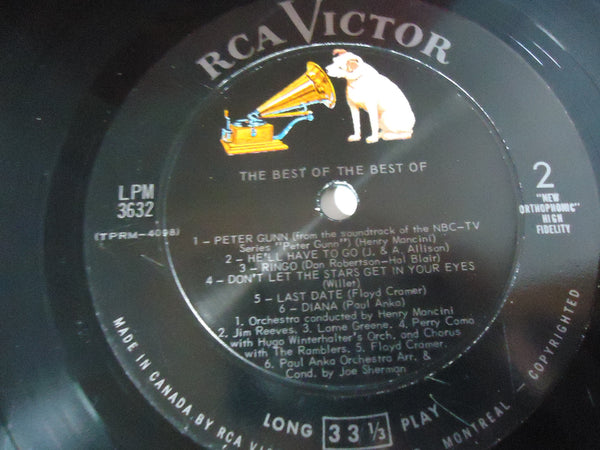 RCA VICTOR
THE BEST OF THE BEST OF
LPM
3632
(TPRM-4098)
2
"NEW
ORTHOPHONIC"
HIGH
FIDELITY
1 - PETER GUNN (from the soundtrack of the NBC-TV
Series "Peter Gunn") (Henry Mancini)
2 - HE'LL HAVE TO GO (J. & A. Allison)
3 - RINGO (Don Robertson-Hal Blair)
4 - DON'T LET THE STARS GET IN YOUR EYES
(Willet)
5 - LAST DATE (Floyd Cramer)
6 - DIANA (Paul Anka)
1. Orchestra conducted by Henry Mancini
2. Jim Reeves. 3. Lorne Greene. 4. Perry Como
with Hugo Winterhalter's Orch. and Chorus
with The Ramblers. 5. Floyd Cramer.
6. Paul Anka Orchestra Arr. &
Cond. by Joe Sherman
LONG 33 1/3 PLAY
MADE IN CANADA BY RCA VI
MONTREAL - COPYRIGHTED